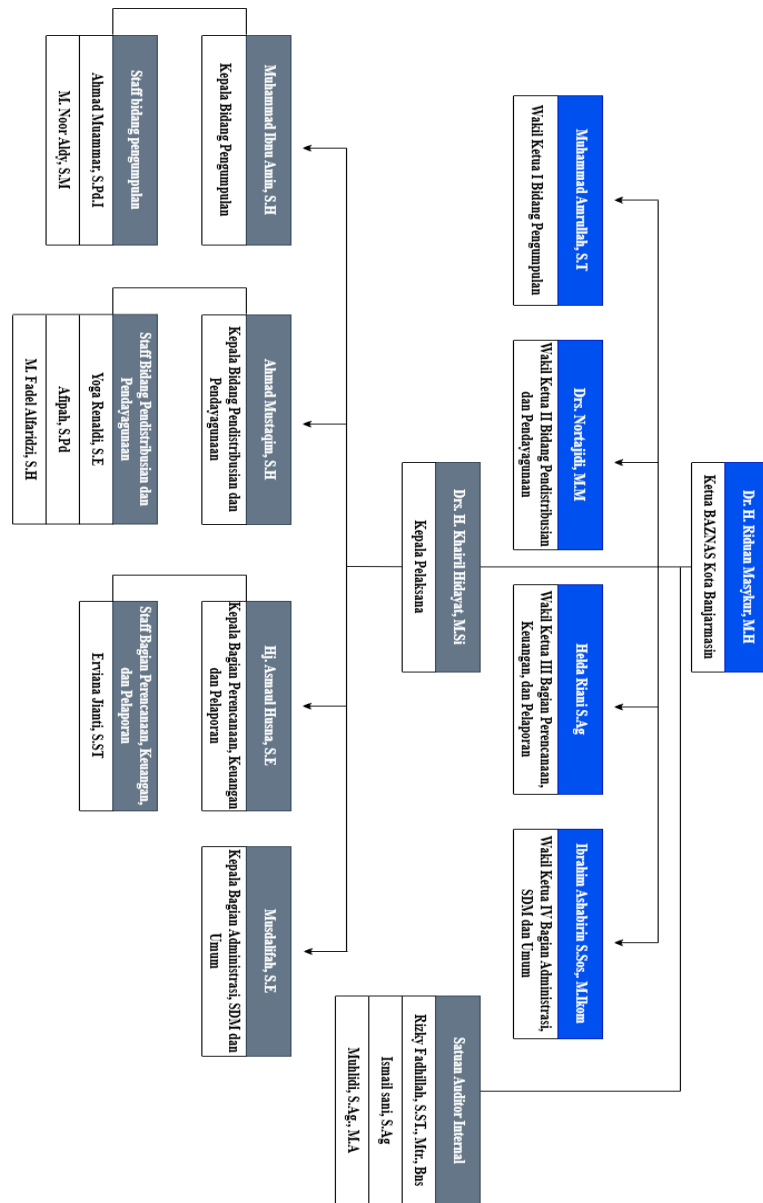 Dr. H. Riduan Masykur, M.H
Ketua BAZNAS Kota Banjarmasin
Muhammad Amrullah, S.T
Wakil Ketua I Bidang Pengumpulan
Drs. Nortajidi, M.M
Wakil Ketua II Bidang Pendistribusian
dan Pendayagunaan
Helda Riani S.Ag
Wakil Ketua III Bagian Perencanaan,
Keuangan, dan Pelaporan
Ibrahim Ashabirin S.Sos,. M.Ikom
Wakil Ketua IV Bagian Administrasi,
SDM dan Umum
Drs. H. Khairil Hidayat, M.Si
Kepala Pelaksana
Satuan Auditor Internal
Rizky Fadhillah, S.ST., Mtr., Bns
Ismail sani, S.Ag
Muhlidi, S.Ag., M.A
Muhammad Ibnu Amin, S.H
Kepala Bidang Pengumpulan
Ahmad Mustaqim, S.H
Kepala Bidang Pendistribusian dan
Pendayagunaan
Hj. Asmaul Husna, S.E
Kepala Bagian Perencanaan, Keuangan
dan Pelaporan
Musdalifah, S.E
Kepala Bagian Administrasi, SDM dan
Umum
Staff bidang pengumpulan
Ahmad Muammar, S.Pd.I
M. Noor Aldy, S.M
Staff Bidang Pendistribusian dan
Pendayagunaan
Yoga Renaldi, S.E
Afipah, S.Pd
M. Fadel Alfaridzi, S.H
Staff Bagian Perencanaan, Keuangan,
dan Pelaporan
Erviana Jianti, S.ST